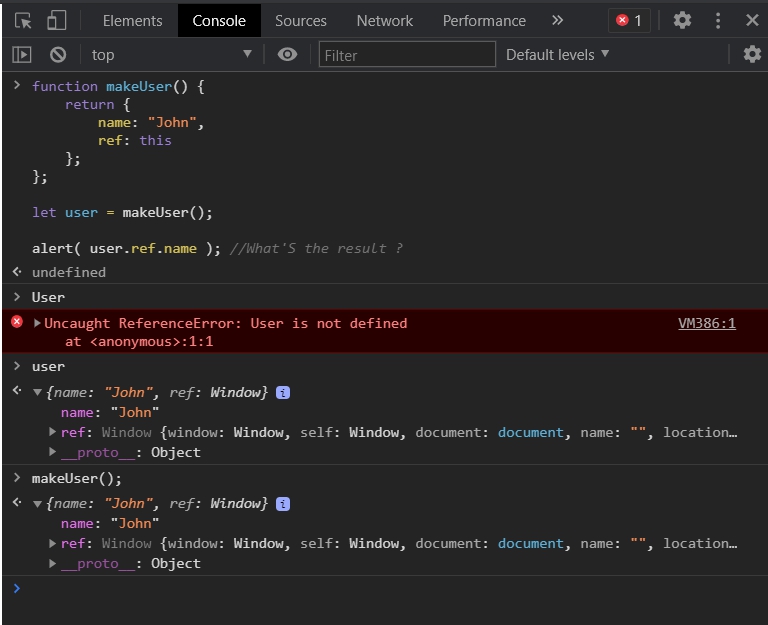 Elements Console Sources Network Performance » 1
top Filter Default levels
function makeUser() {
return {
name: "John",
ref: this
};
};
let user = makeUser();
alert( user.ref.name ); //What'S the result ?
undefined
User
Uncaught ReferenceError: User is not defined VM386:1
at <anonymous>:1:1
user
{name: "John", ref: Window} i
name: "John"
ref: Window {window: Window, self: Window, document: document, name: "", location…
__proto__: Object
makeUser();
{name: "John", ref: Window} i
name: "John"
ref: Window {window: Window, self: Window, document: document, name: "", location…
__proto__: Object